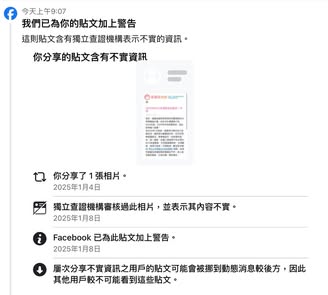 今天上午9:07
我們已為你的貼文加上警告
這則貼文含有獨立查證機構表示不實的資訊。
你分享的貼文含有不實資訊
你分享了 1 張相片。
2025年1月4日
獨立查證機構審核過此相片，並表示其內容不實。
2025年1月8日
Facebook 已為此貼文加上警告。
2025年1月8日
屢次分享不實資訊之用戶的貼文可能會被挪到動態消息較後方，因此
其他用戶較不可能看到這些貼文。